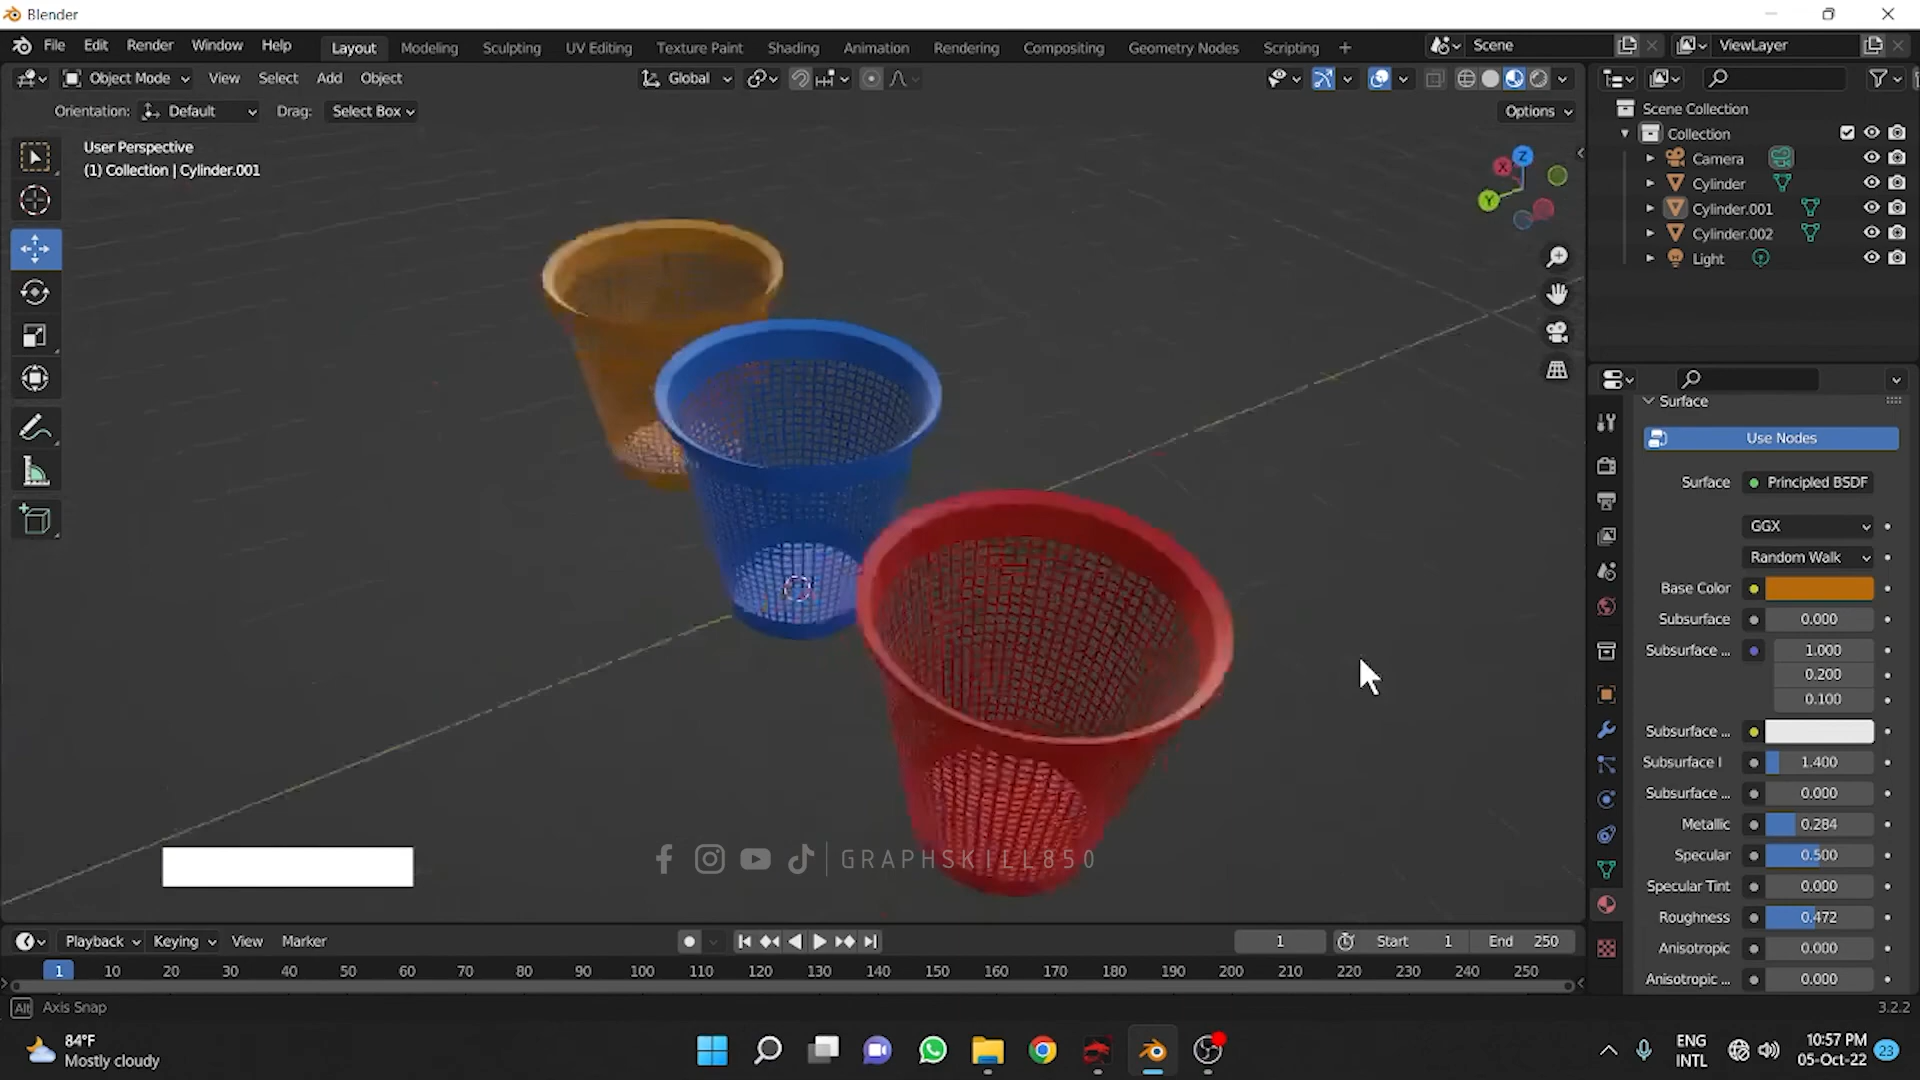 Blender
File Edit Render Window Help Layout Modeling Sculpting UV Editing Texture Paint Shading Animation Rendering Compositing Geometry Nodes Scripting + Scene ViewLayer
Object Mode View Select Add Object Global
Orientation: Default Drag: Select Box Options
User Perspective
(1) Collection | Cylinder.001
X
Y
Z
Scene Collection
Collection
Camera
Cylinder
Cylinder.001
Cylinder.002
Light
Surface
Use Nodes
Surface Principled BSDF
GGX
Random Walk
Base Color
Subsurface 0.000
Subsurface ... 1.000
0.200
0.100
Subsurface ...
Subsurface I 1.400
Subsurface ... 0.000
Metallic 0.284
Specular 0.500
Specular Tint 0.000
Roughness 0.472
Anisotropic 0.000
Anisotropic ... 0.000
GRAPHSKILL850
Playback Keying View Marker 1 Start 1 End 250
1 10 20 30 40 50 60 70 80 90 100 110 120 130 140 150 160 170 180 190 200 210 220 230 240 250
Alt Axis Snap 3.2.2
84°F
Mostly cloudy
ENG
INTL
10:57 PM
05-Oct-22
23